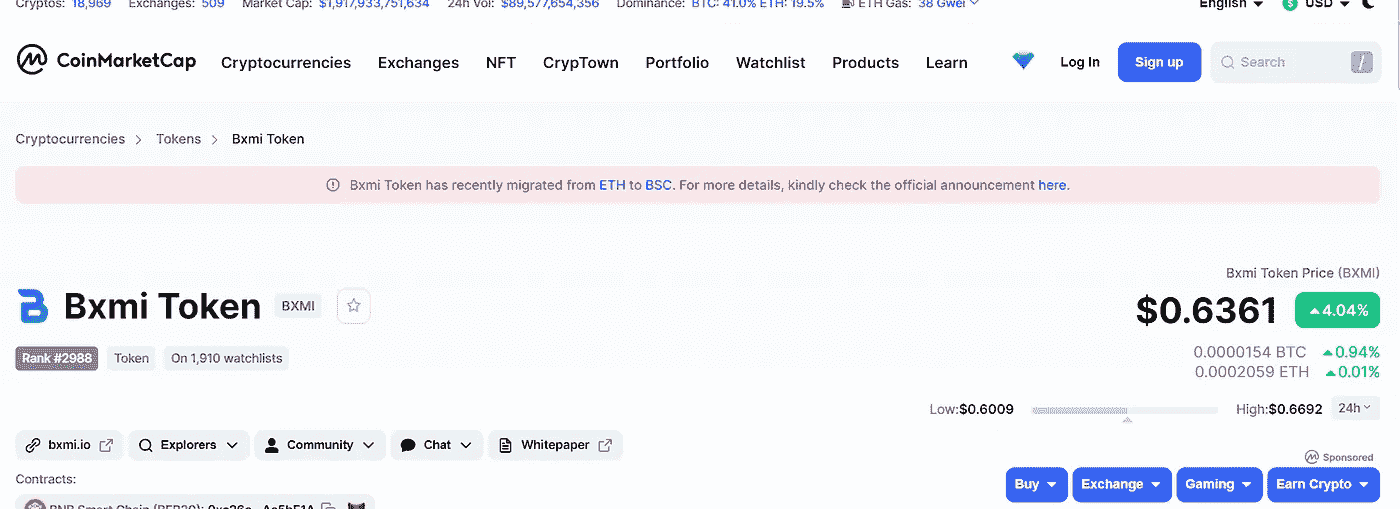 Cryptos: 18,969 Exchanges: 509 Market Cap: $1,917,933,751,634 24h Vol: $89,577,654,356 Dominance: BTC: 41.0% ETH: 19.5% ETH Gas: 38 Gwei English USD
CoinMarketCap Cryptocurrencies Exchanges NFT CrypTown Portfolio Watchlist Products Learn Log In Sign up Search /
Cryptocurrencies > Tokens > Bxmi Token
Bxmi Token has recently migrated from ETH to BSC. For more details, kindly check the official announcement here.
Bxmi Token Price (BXMI)
Bxmi Token BXMI $0.6361 4.04%
Rank #2988 Token On 1,910 watchlists 0.0000154 BTC 0.94%
0.0002059 ETH 0.01%
Low:$0.6009 High:$0.6692 24h
bxmi.io Explorers Community Chat Whitepaper
Sponsored
Contracts:
Buy Exchange Gaming Earn Crypto
BNB Smart Chain (BEP20):